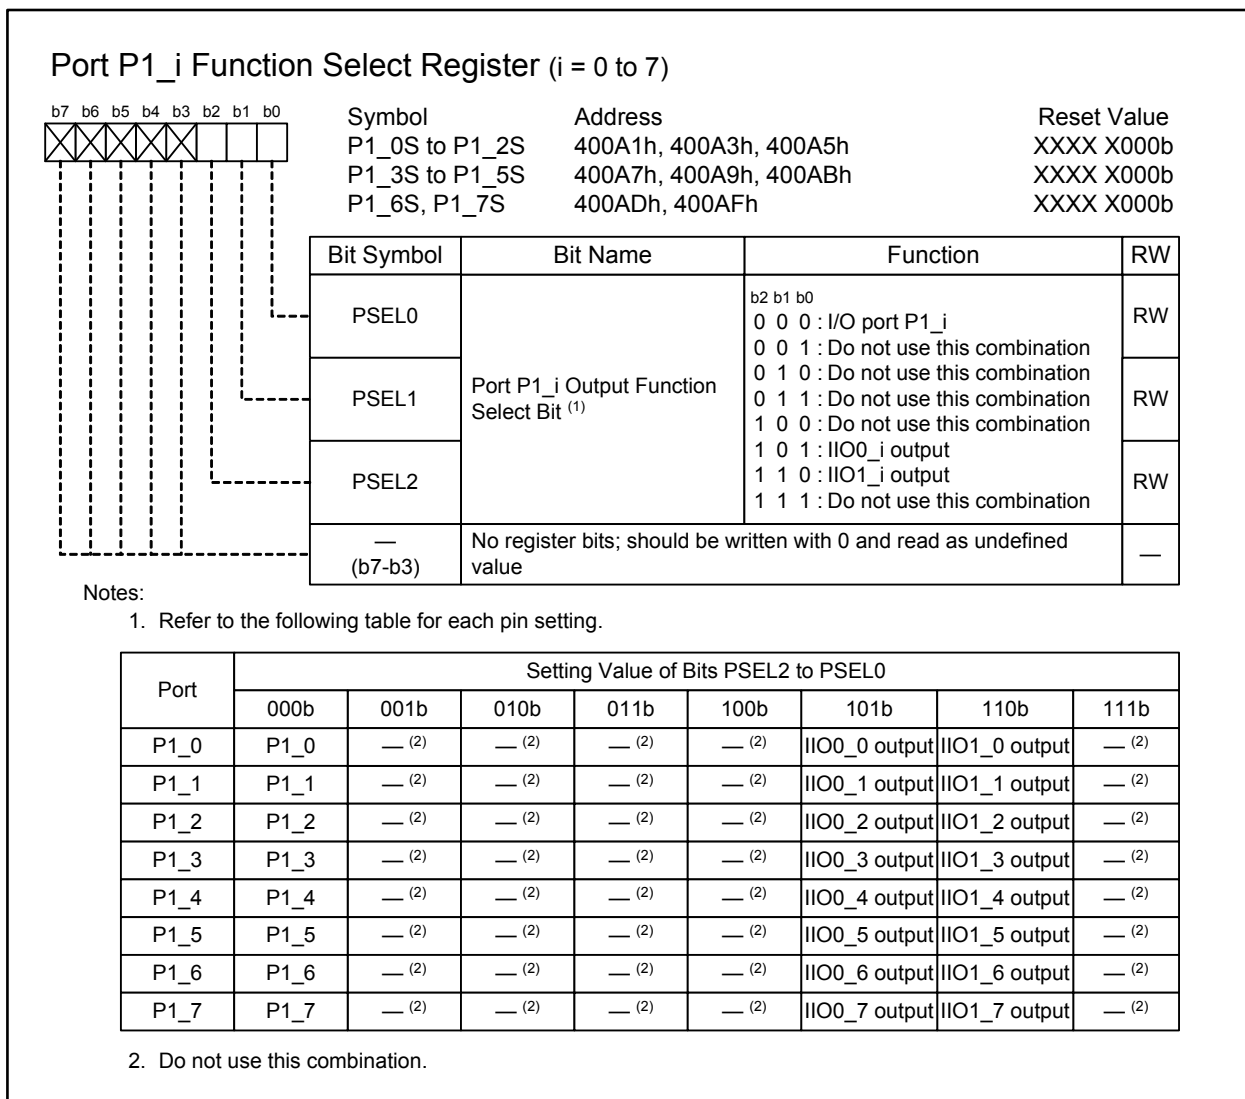 Port P1_i Function Select Register (i = 0 to 7)
b7 b6 b5 b4 b3 b2 b1 b0
Symbol Address Reset Value
P1_0S to P1_2S 400A1h, 400A3h, 400A5h XXXX X000b
P1_3S to P1_5S 400A7h, 400A9h, 400ABh XXXX X000b
P1_6S, P1_7S 400ADh, 400AFh XXXX X000b
Bit Symbol Bit Name Function RW
PSEL0 RW
PSEL1 RW
PSEL2 RW
Port P1_i Output Function
Select Bit (1)
b2 b1 b0
0 0 0 : I/O port P1_i
0 0 1 : Do not use this combination
0 1 0 : Do not use this combination
0 1 1 : Do not use this combination
1 0 0 : Do not use this combination
1 0 1 : IIO0_i output
1 1 0 : IIO1_i output
1 1 1 : Do not use this combination
—
(b7-b3)
No register bits; should be written with 0 and read as undefined
value
—
Notes:
1. Refer to the following table for each pin setting.
Port Setting Value of Bits PSEL2 to PSEL0
000b 001b 010b 011b 100b 101b 110b 111b
P1_0 P1_0 — (2) — (2) — (2) — (2) IIO0_0 output IIO1_0 output — (2)
P1_1 P1_1 — (2) — (2) — (2) — (2) IIO0_1 output IIO1_1 output — (2)
P1_2 P1_2 — (2) — (2) — (2) — (2) IIO0_2 output IIO1_2 output — (2)
P1_3 P1_3 — (2) — (2) — (2) — (2) IIO0_3 output IIO1_3 output — (2)
P1_4 P1_4 — (2) — (2) — (2) — (2) IIO0_4 output IIO1_4 output — (2)
P1_5 P1_5 — (2) — (2) — (2) — (2) IIO0_5 output IIO1_5 output — (2)
P1_6 P1_6 — (2) — (2) — (2) — (2) IIO0_6 output IIO1_6 output — (2)
P1_7 P1_7 — (2) — (2) — (2) — (2) IIO0_7 output IIO1_7 output — (2)
2. Do not use this combination.